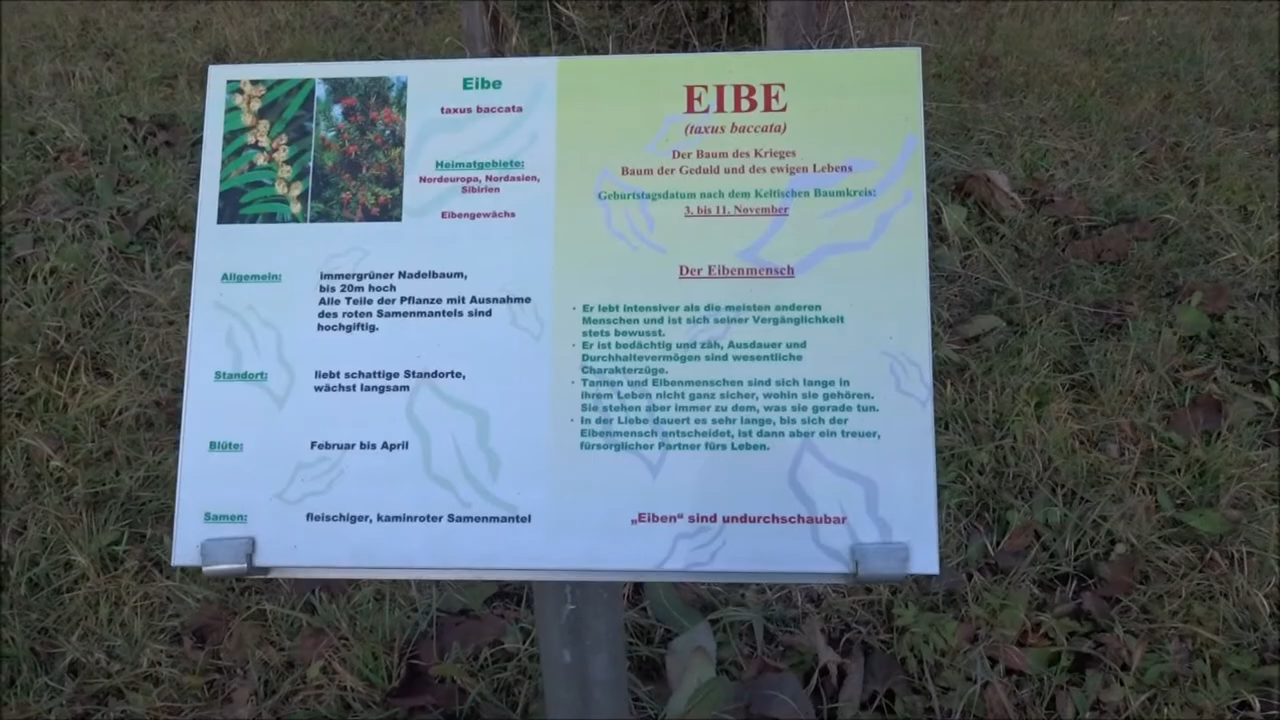 Eibe
taxus baccata
Heimatgebiete:
Nordeuropa, Nordasien,
Sibirien
Eibengewächs
Allgemein: immergrüner Nadelbaum,
bis 20m hoch
Alle Teile der Pflanze mit Ausnahme
des roten Samenmantels sind
hochgiftig.
Standort: liebt schattige Standorte,
wächst langsam
Blüte: Februar bis April
Samen: fleischiger, kaminroter Samenmantel
EIBE
(taxus baccata)
Der Baum des Krieges
Baum der Geduld und des ewigen Lebens
Geburtstagsdatum nach dem Keltischen Baumkreis:
3. bis 11. November
Der Eibenmensch
• Er lebt intensiver als die meisten anderen
Menschen und ist sich seiner Vergänglichkeit
stets bewusst.
• Er ist bedächtig und zäh, Ausdauer und
Durchhaltevermögen sind wesentliche
Charakterzüge.
• Tannen und Eibenmenschen sind sich lange in
ihrem Leben nicht ganz sicher, wohin sie gehören.
Sie stehen aber immer zu dem, was sie gerade tun.
• In der Liebe dauert es sehr lange, bis sich der
Eibenmensch entscheidet, ist dann aber ein treuer,
fürsorglicher Partner fürs Leben.
„Eiben“ sind undurchschaubar